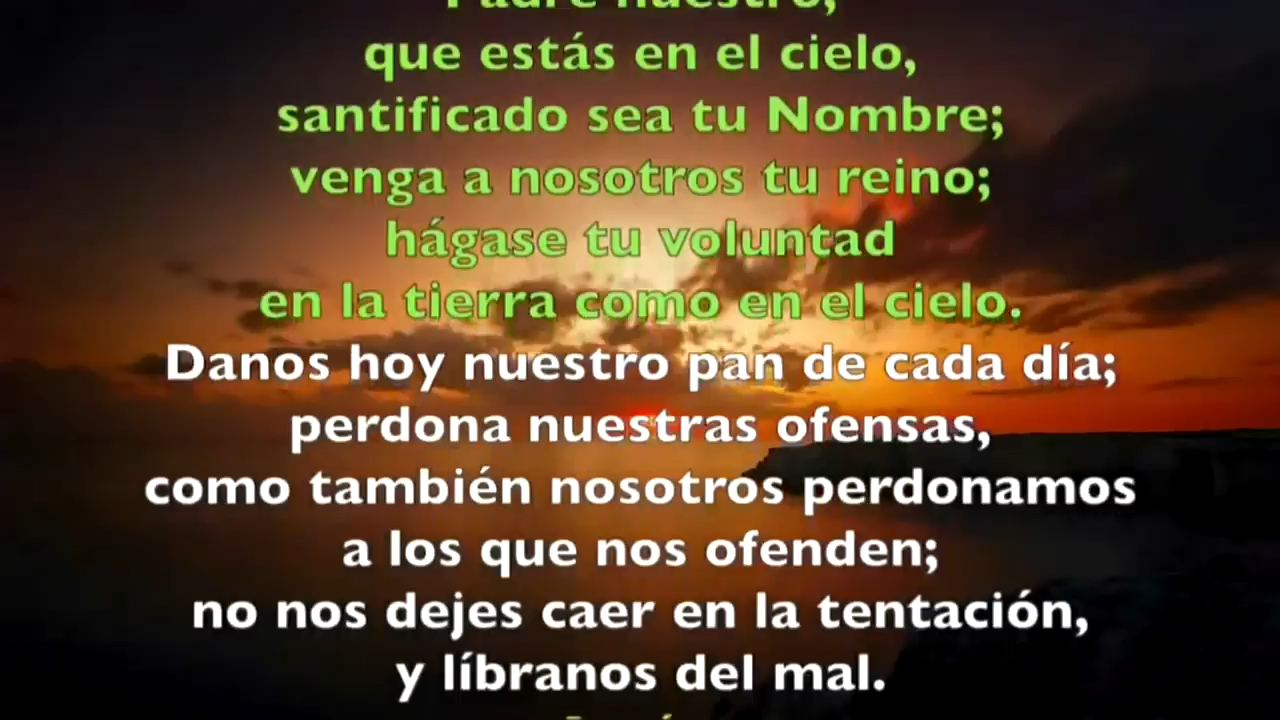 Padre nuestro,
que estás en el cielo,
santificado sea tu Nombre;
venga a nosotros tu reino;
hágase tu voluntad
en la tierra como en el cielo.
Danos hoy nuestro pan de cada día;
perdona nuestras ofensas,
como también nosotros perdonamos
a los que nos ofenden;
no nos dejes caer en la tentación,
y líbranos del mal.